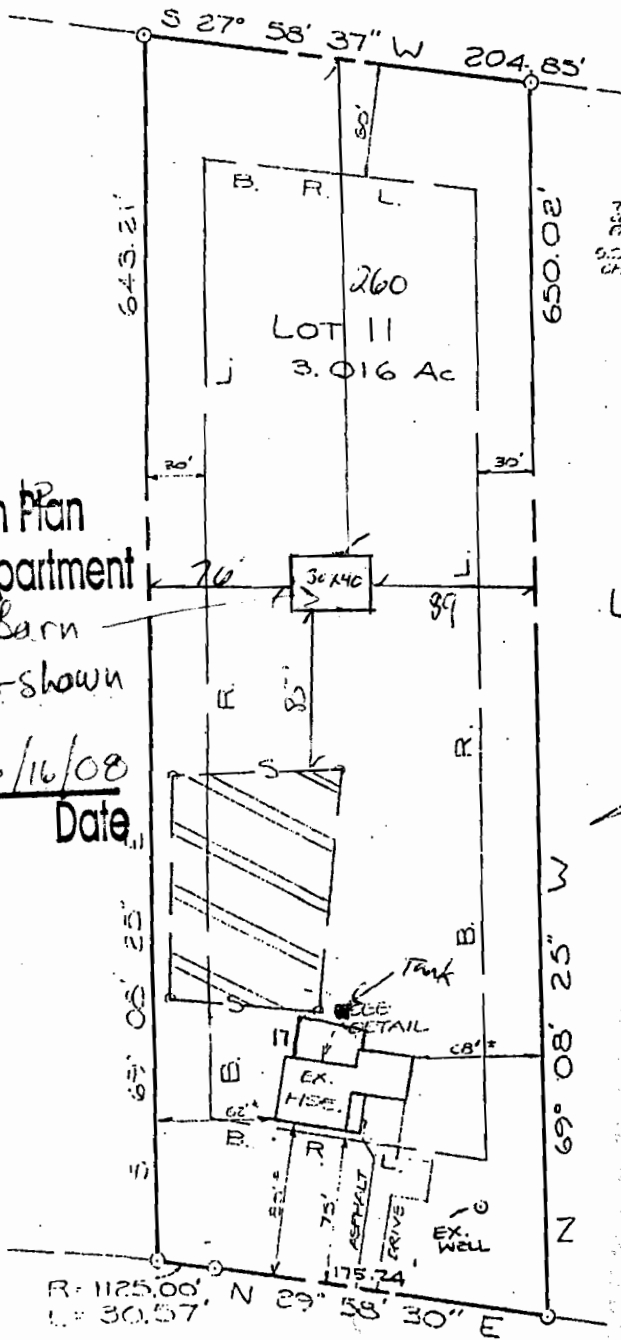 S 27° 58' 37" W 204.85'
643.21'
650.02'
60'
B. R. L.
260
LOT 11
3.016 Ac
30'
30'
n Plan
partment
Barn
-shown
6/16/08
Date
76'
30x40
89
L.
R.
85'
R.
B.
S
S
Tank
SEE
DETAIL
17
EX.
HSE.
68'±
62'±
B.
B. R. L.
75'
ASPHALT
DRIVE
EX.
WELL
N 69° 08' 25" W
175.24'
R= 1125.00'
L= 30.57'
N 29° 58' 30" E